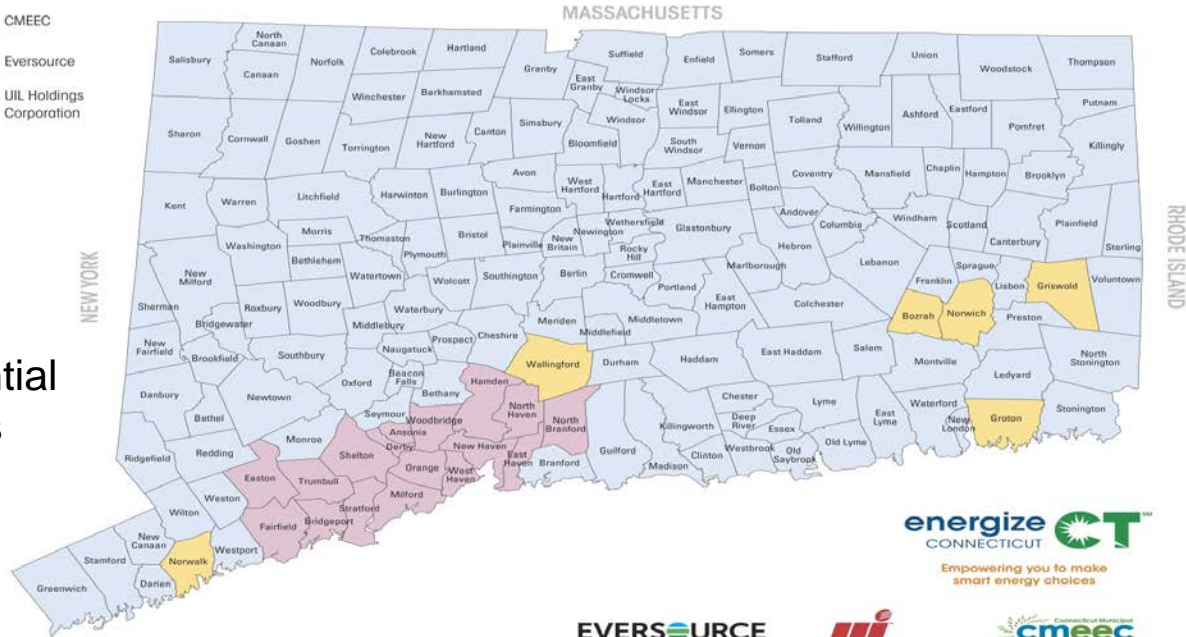 CMEEC
Eversource
UIL Holdings
Corporation
MASSACHUSETTS
NEW YORK
RHODE ISLAND
Salisbury
North
Canaan
Canaan
Norfolk
Colebrook
Hartland
Granby
Suffield
East
Granby
Windsor
Locks
Enfield
Somers
Stafford
Union
Woodstock
Thompson
Winchester
Barkhamsted
Windsor
East
Windsor
Ellington
Tolland
Willington
Ashford
Eastford
Pomfret
Putnam
Killingly
Sharon
Cornwall
Goshen
Torrington
New
Hartford
Canton
Simsbury
Bloomfield
South
Windsor
Vernon
Kent
Warren
Litchfield
Harwinton
Burlington
Avon
West
Hartford
Hartford
East
Hartford
Manchester
Bolton
Coventry
Mansfield
Chaplin
Hampton
Brooklyn
Farmington
Wethersfield
Newington
Glastonbury
Andover
Columbia
Windham
Scotland
Canterbury
Plainfield
Sterling
Washington
Morris
Bethlehem
Thomaston
Plymouth
Bristol
Plainville
New
Britain
Rocky
Hill
Hebron
Marlborough
Lebanon
Franklin
Sprague
Lisbon
Griswold
Voluntown
New
Milford
Watertown
Wolcott
Southington
Berlin
Cromwell
Portland
East
Hampton
Colchester
Bozrah
Norwich
Preston
Sherman
Bridgewater
Roxbury
Woodbury
Waterbury
Middlebury
Prospect
Cheshire
Meriden
Middlefield
Middletown
New
Fairfield
Brookfield
Southbury
Naugatuck
Beacon
Falls
Bethany
Wallingford
Durham
Haddam
East Haddam
Salem
Montville
Ledyard
North
Stonington
tial
s
Danbury
Bethel
Newtown
Oxford
Seymour
Woodbridge
Hamden
North
Haven
North
Branford
Chester
Lyme
East
Lyme
Waterford
New
London
Groton
Stonington
Ridgefield
Redding
Monroe
Shelton
Ansonia
Derby
New Haven
East
Haven
Branford
Guilford
Killingworth
Madison
Clinton
Deep
River
Essex
Westbrook
Old
Saybrook
Old Lyme
Easton
Trumbull
Orange
West
Haven
Milford
Stratford
Weston
Wilton
Fairfield
Bridgeport
New
Canaan
Norwalk
Westport
Stamford
Darien
Greenwich
energize
CONNECTICUT
CT
SM
Empowering you to make
smart energy choices
EVERSOURCE
Connecticut Municipal
cmeec